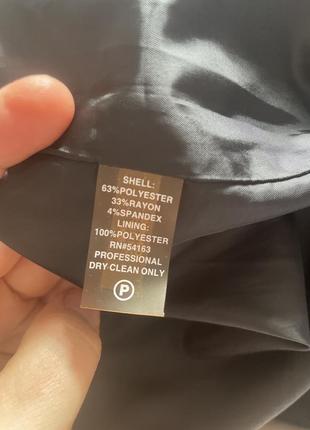 SHELL:
63%POLYESTER
33%RAYON
4%SPANDEX
LINING:
100%POLYESTER
RN#54163
PROFESSIONAL
DRY CLEAN ONLY
P